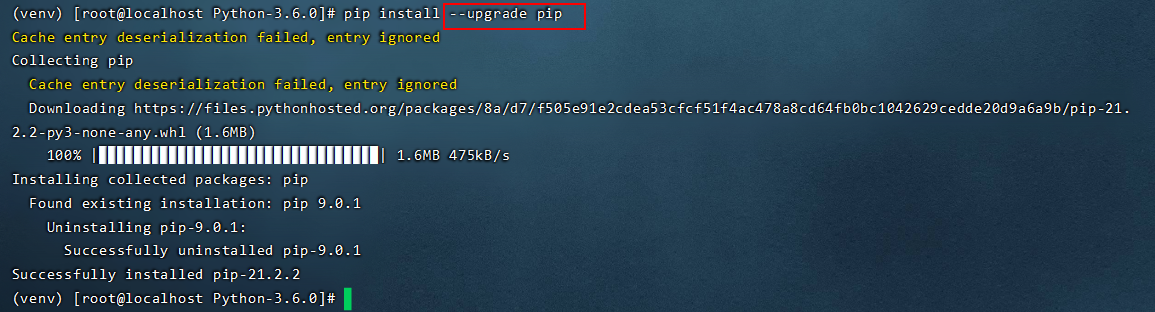 (venv) [root@localhost Python-3.6.0]# pip install --upgrade pip
Cache entry deserialization failed, entry ignored
Collecting pip
  Cache entry deserialization failed, entry ignored
  Downloading https://files.pythonhosted.org/packages/8a/d7/f505e91e2cdea53cfcf51f4ac478a8cd64fb0bc1042629cedde20d9a6a9b/pip-21.
2.2-py3-none-any.whl (1.6MB)
    100% |████████████████████████████████| 1.6MB 475kB/s
Installing collected packages: pip
  Found existing installation: pip 9.0.1
    Uninstalling pip-9.0.1:
      Successfully uninstalled pip-9.0.1
Successfully installed pip-21.2.2
(venv) [root@localhost Python-3.6.0]#